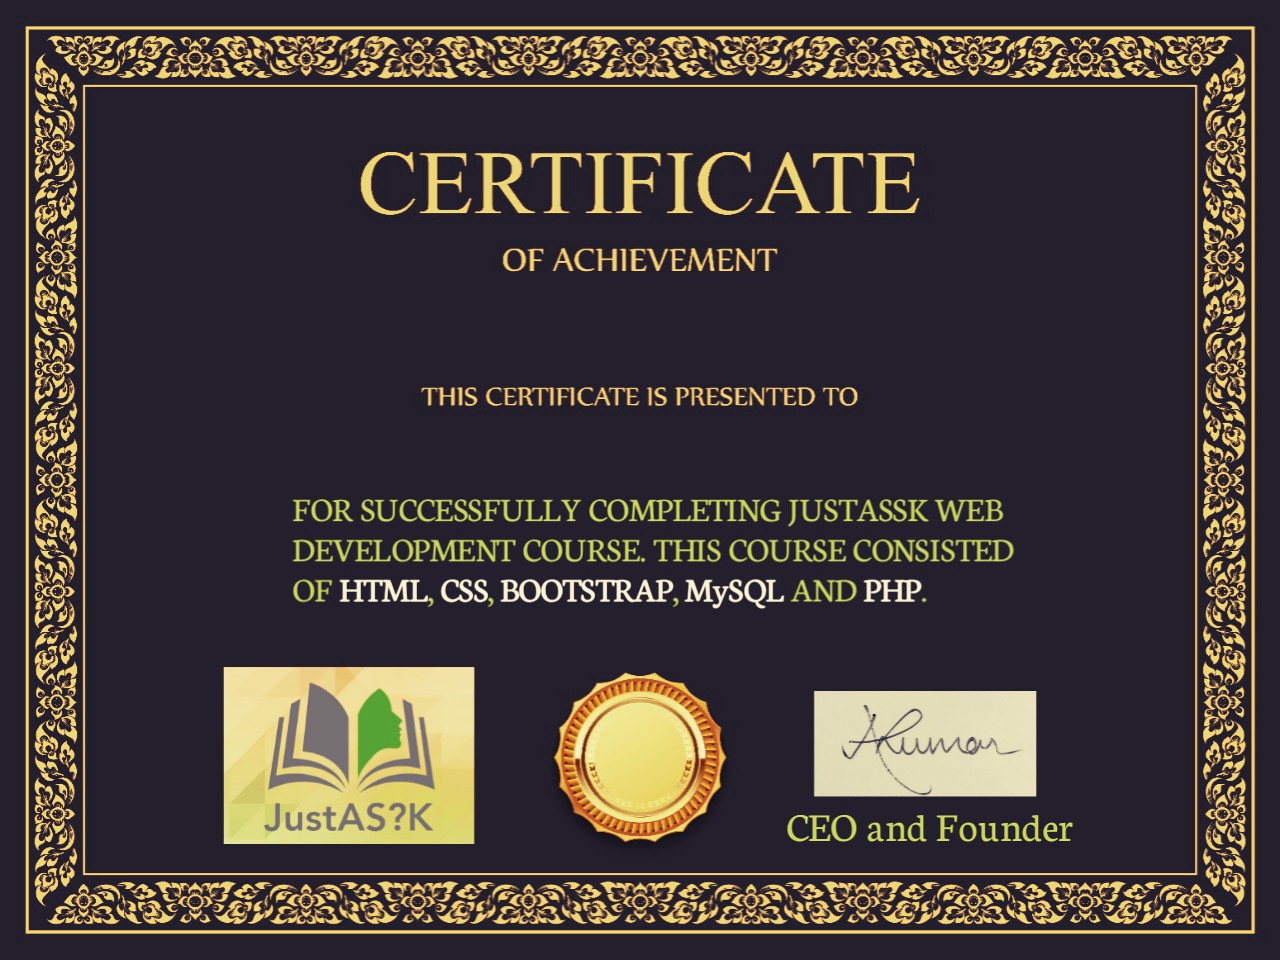 CERTIFICATE
OF ACHIEVEMENT
THIS CERTIFICATE IS PRESENTED TO
FOR SUCCESSFULLY COMPLETING JUSTASSK WEB
DEVELOPMENT COURSE. THIS COURSE CONSISTED
OF HTML, CSS, BOOTSTRAP, MySQL AND PHP.
JustAS?K
AKumar
CEO and Founder